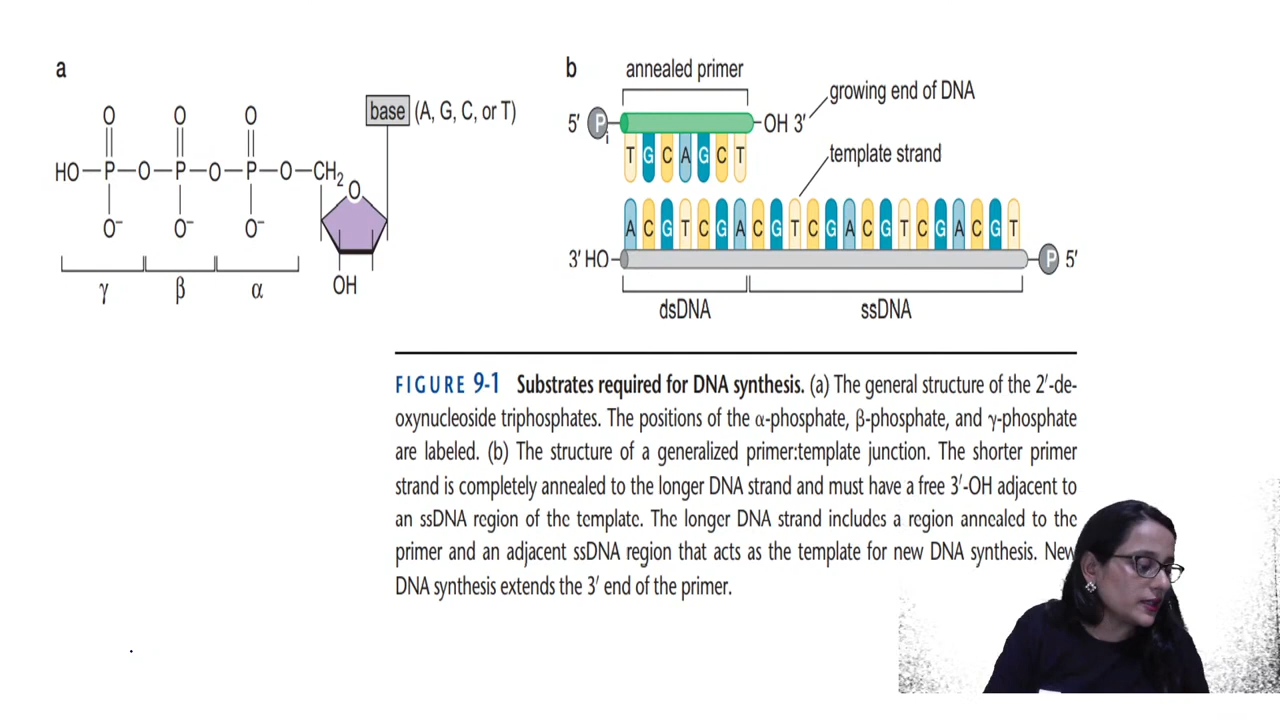 a
O O O
base (A, G, C, or T)
HO–P–O–P–O–P–O–CH2
O
O− O− O−
γ β α
OH
b
annealed primer
growing end of DNA
5′ Pi OH 3′
T G C A G C T
template strand
A C G T C G A C G T C G A C G T C G A C G T
3′ HO P 5′
dsDNA ssDNA
FIGURE 9-1 Substrates required for DNA synthesis. (a) The general structure of the 2′-de-
oxynucleoside triphosphates. The positions of the α-phosphate, β-phosphate, and γ-phosphate
are labeled. (b) The structure of a generalized primer:template junction. The shorter primer
strand is completely annealed to the longer DNA strand and must have a free 3′-OH adjacent to
an ssDNA region of the template. The longer DNA strand includes a region annealed to the
primer and an adjacent ssDNA region that acts as the template for new DNA synthesis. New
DNA synthesis extends the 3′ end of the primer.